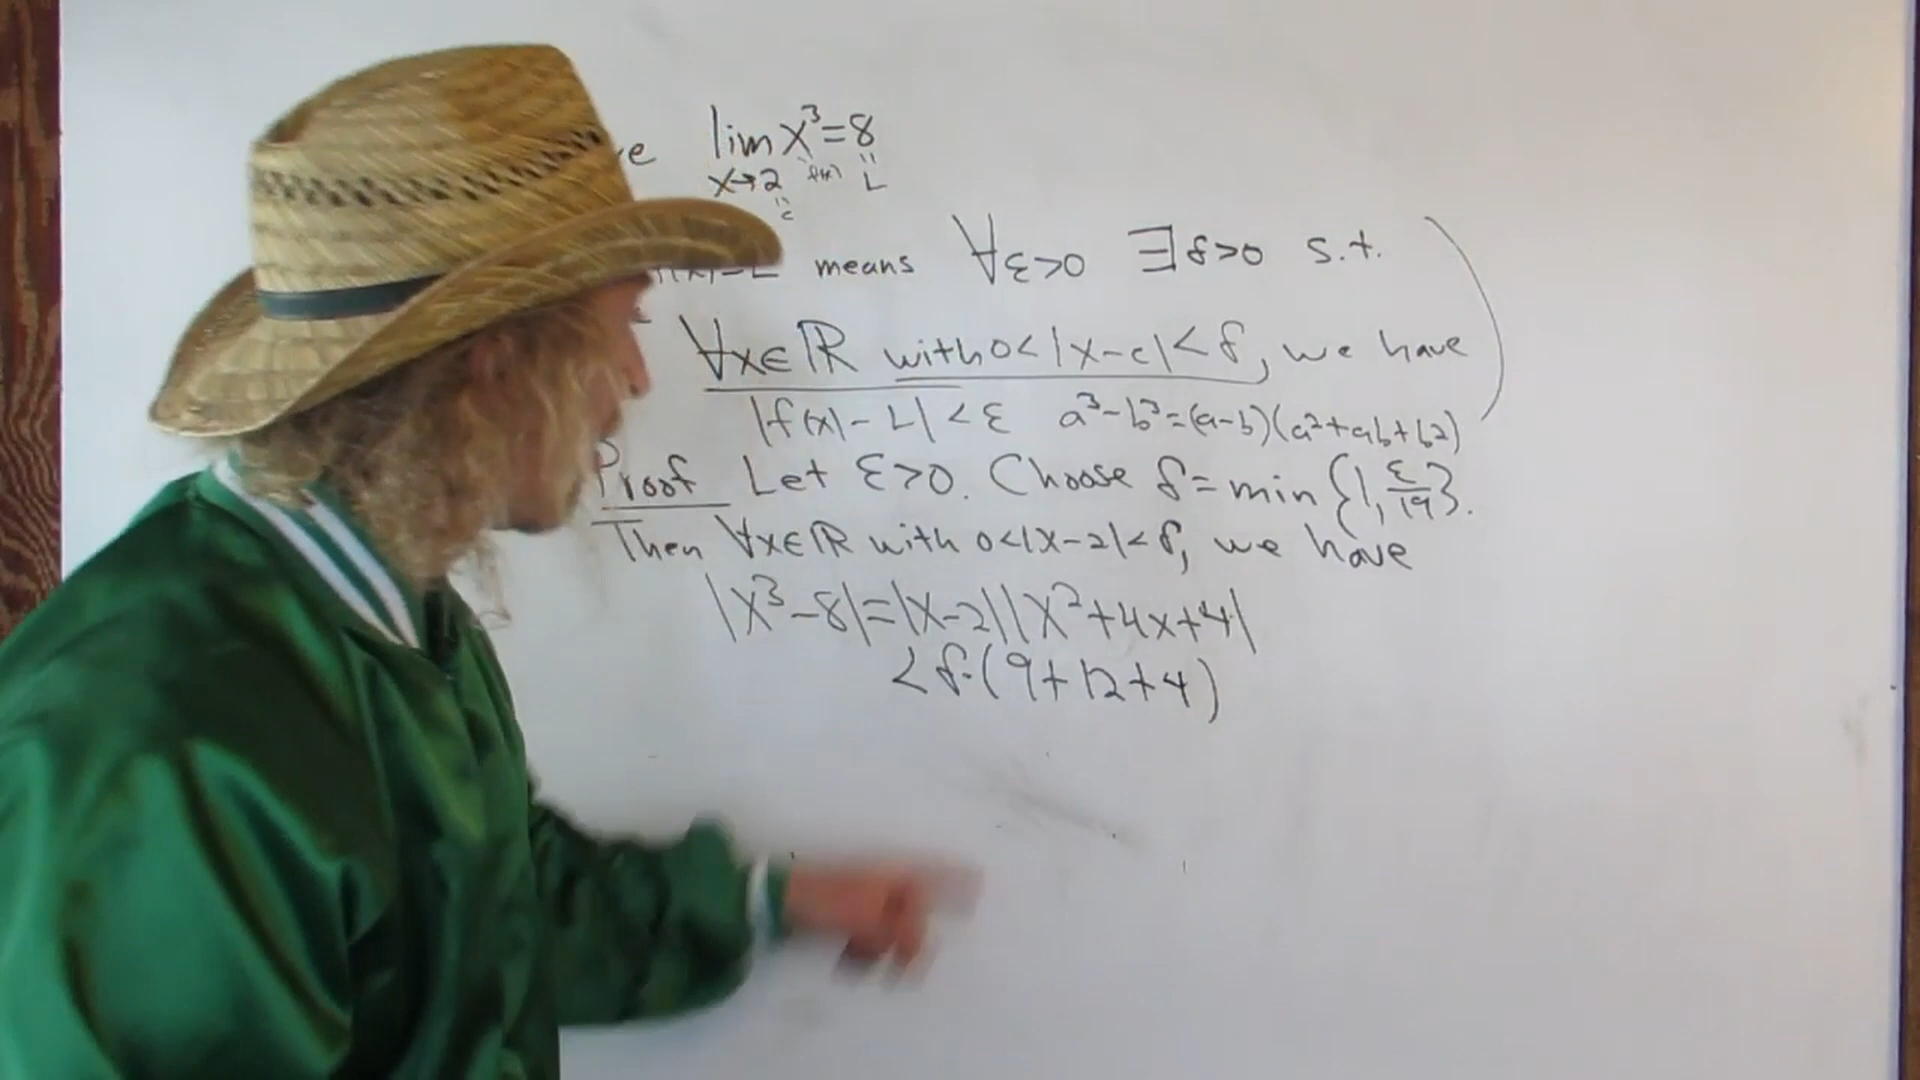 lim x³=8
x→2 f(x) L
c
means ∀ε>0 ∃δ>0 s.t.
∀x∈ℝ with 0<|x-c|<δ, we have
|f(x)-L|<ε a³-b³=(a-b)(a²+ab+b²)
Proof Let ε>0. Choose δ=min{1, ε/19}.
Then ∀x∈ℝ with 0<|x-2|<δ, we have
|x³-8|=|x-2||x²+4x+4|
<δ·(9+12+4)